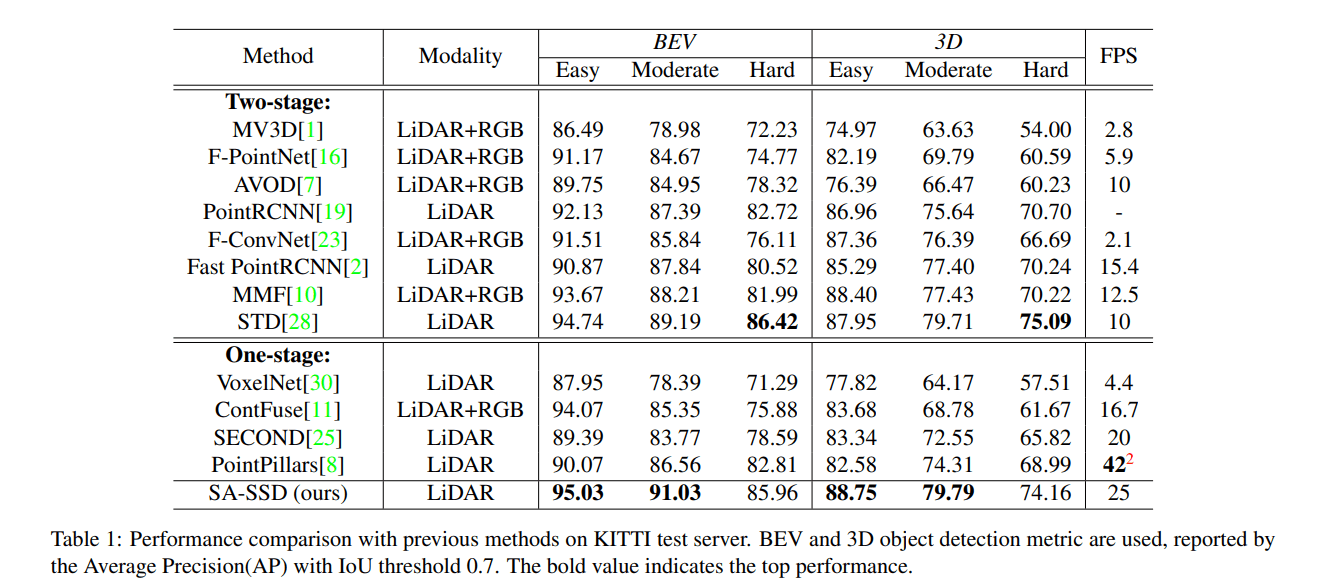 Method Modality BEV 3D FPS
Easy Moderate Hard Easy Moderate Hard
Two-stage:
MV3D[1] LiDAR+RGB 86.49 78.98 72.23 74.97 63.63 54.00 2.8
F-PointNet[16] LiDAR+RGB 91.17 84.67 74.77 82.19 69.79 60.59 5.9
AVOD[7] LiDAR+RGB 89.75 84.95 78.32 76.39 66.47 60.23 10
PointRCNN[19] LiDAR 92.13 87.39 82.72 86.96 75.64 70.70 -
F-ConvNet[23] LiDAR+RGB 91.51 85.84 76.11 87.36 76.39 66.69 2.1
Fast PointRCNN[2] LiDAR 90.87 87.84 80.52 85.29 77.40 70.24 15.4
MMF[10] LiDAR+RGB 93.67 88.21 81.99 88.40 77.43 70.22 12.5
STD[28] LiDAR 94.74 89.19 86.42 87.95 79.71 75.09 10
One-stage:
VoxelNet[30] LiDAR 87.95 78.39 71.29 77.82 64.17 57.51 4.4
ContFuse[11] LiDAR+RGB 94.07 85.35 75.88 83.68 68.78 61.67 16.7
SECOND[25] LiDAR 89.39 83.77 78.59 83.34 72.55 65.82 20
PointPillars[8] LiDAR 90.07 86.56 82.81 82.58 74.31 68.99 42²
SA-SSD (ours) LiDAR 95.03 91.03 85.96 88.75 79.79 74.16 25
Table 1: Performance comparison with previous methods on KITTI test server. BEV and 3D object detection metric are used, reported by
the Average Precision(AP) with IoU threshold 0.7. The bold value indicates the top performance.